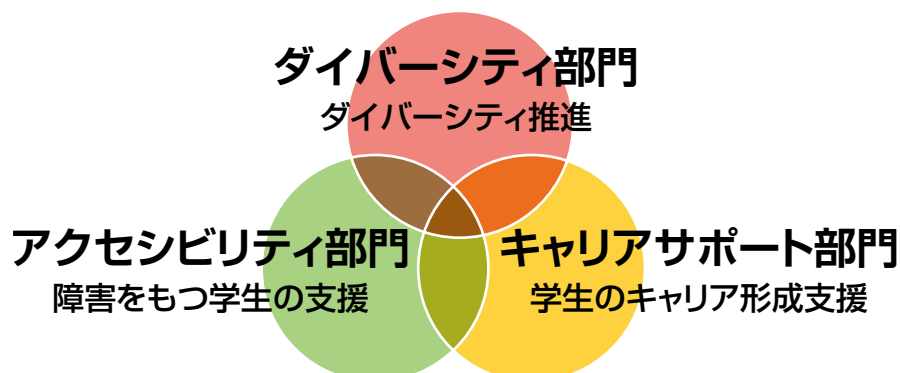 ダイバーシティ部門
ダイバーシティ推進
アクセシビリティ部門
障害をもつ学生の支援
キャリアサポート部門
学生のキャリア形成支援